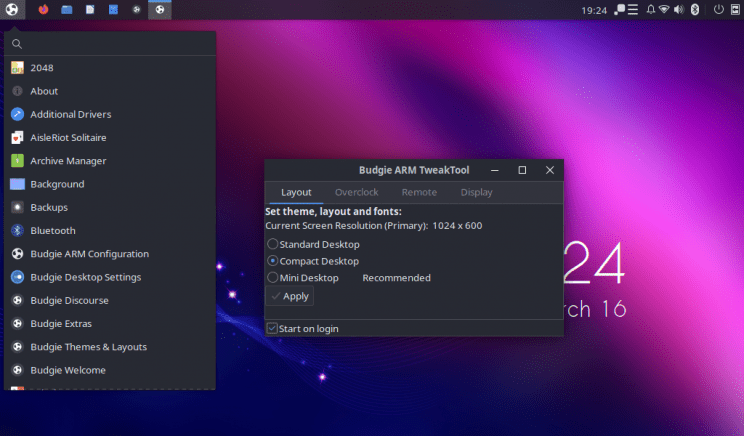 19:24
2048
About
Additional Drivers
AisleRiot Solitaire
Archive Manager
Background
Backups
Bluetooth
Budgie ARM Configuration
Budgie Desktop Settings
Budgie Discourse
Budgie Extras
Budgie Themes & Layouts
Budgie Welcome
Budgie ARM TweakTool
Layout Overclock Remote Display
Set theme, layout and fonts:
Current Screen Resolution (Primary): 1024 x 600
Standard Desktop
Compact Desktop
Mini Desktop Recommended
Apply
Start on login
24
rch 16